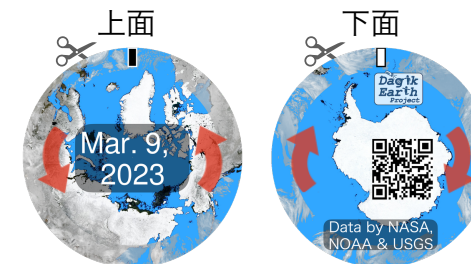 上面
下面
Mar. 9,
2023
Dagik
Earth
Project
Data by NASA,
NOAA & USGS